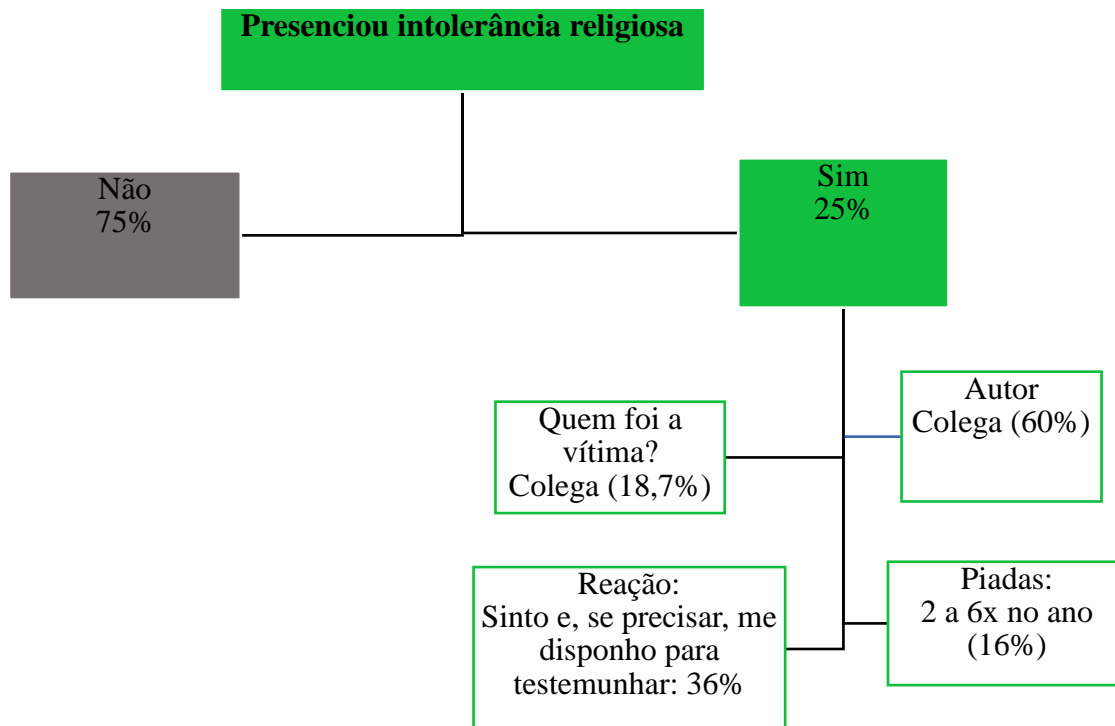 Presenciou intolerância religiosa
Não
75%
Sim
25%
Quem foi a
vítima?
Colega (18,7%)
Autor
Colega (60%)
Reação:
Sinto e, se precisar, me
disponho para
testemunhar: 36%
Piadas:
2 a 6x no ano
(16%)